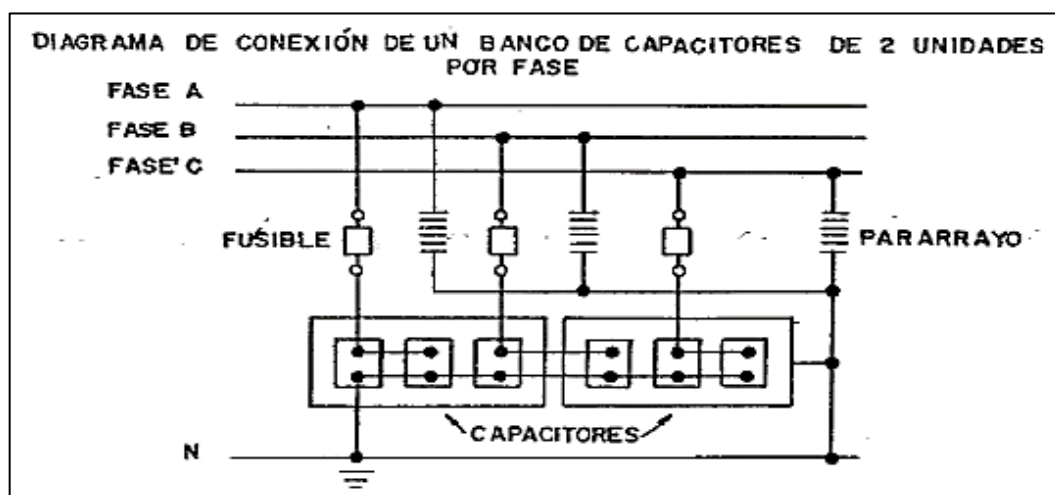 DIAGRAMA DE CONEXIÓN DE UN BANCO DE CAPACITORES DE 2 UNIDADES
POR FASE
FASE A
FASE B
FASE' C
FUSIBLE
PARARRAYO
CAPACITORES
N